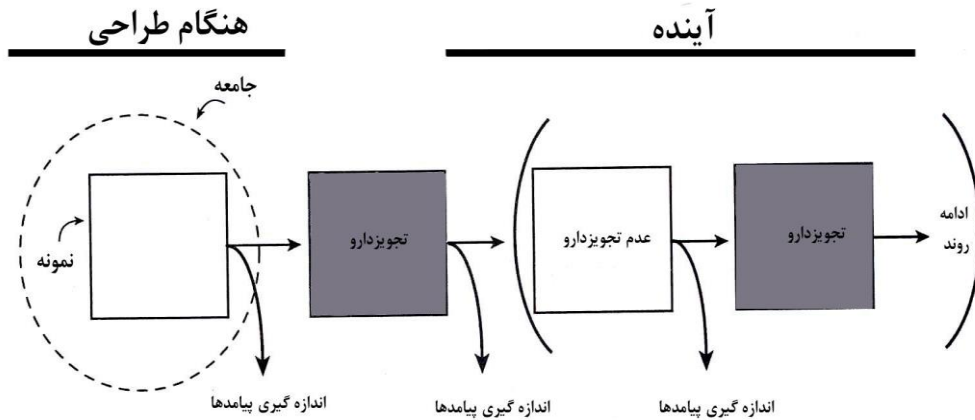 هنگام طراحی
آینده
جامعه
نمونه
تجویزدارو
عدم تجویزدارو
تجویزدارو
ادامه
روند
اندازه گیری پیامدها
اندازه گیری پیامدها
اندازه گیری پیامدها